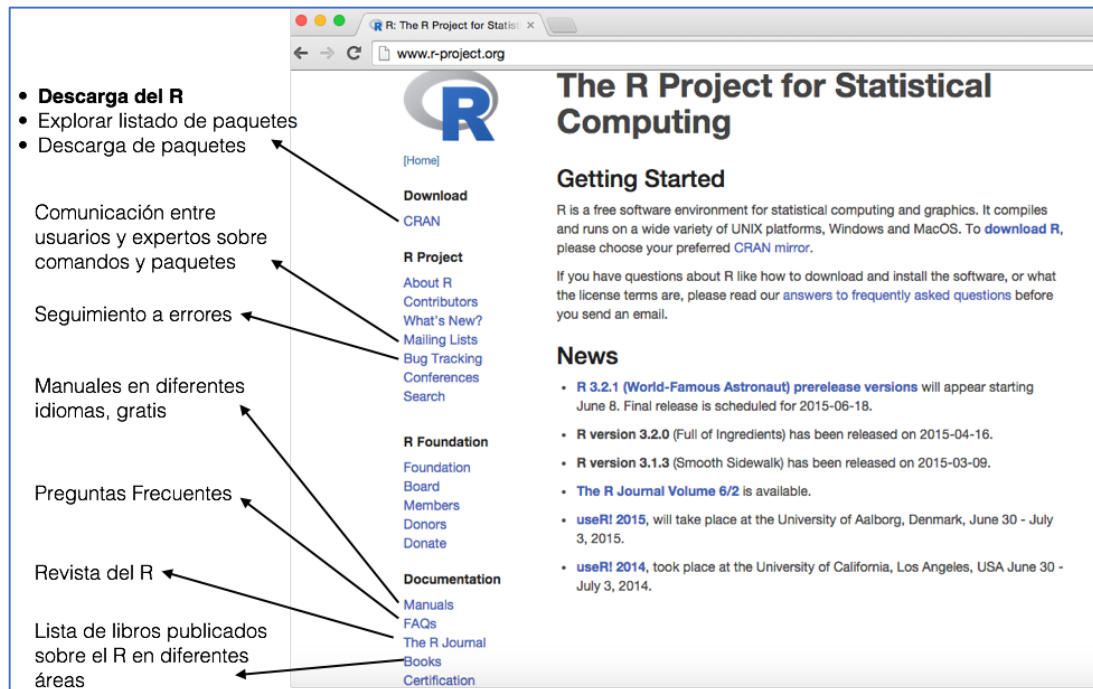 R: The R Project for Statist
www.r-project.org
• Descarga del R
• Explorar listado de paquetes
• Descarga de paquetes
Comunicación entre
usuarios y expertos sobre
comandos y paquetes
Seguimiento a errores
Manuales en diferentes
idiomas, gratis
Preguntas Frecuentes
Revista del R
Lista de libros publicados
sobre el R en diferentes
áreas
R
[Home]
Download
CRAN
R Project
About R
Contributors
What's New?
Mailing Lists
Bug Tracking
Conferences
Search
R Foundation
Foundation
Board
Members
Donors
Donate
Documentation
Manuals
FAQs
The R Journal
Books
Certification
The R Project for Statistical
Computing
Getting Started
R is a free software environment for statistical computing and graphics. It compiles
and runs on a wide variety of UNIX platforms, Windows and MacOS. To download R,
please choose your preferred CRAN mirror.
If you have questions about R like how to download and install the software, or what
the license terms are, please read our answers to frequently asked questions before
you send an email.
News
• R 3.2.1 (World-Famous Astronaut) prerelease versions will appear starting
June 8. Final release is scheduled for 2015-06-18.
• R version 3.2.0 (Full of Ingredients) has been released on 2015-04-16.
• R version 3.1.3 (Smooth Sidewalk) has been released on 2015-03-09.
• The R Journal Volume 6/2 is available.
• useR! 2015, will take place at the University of Aalborg, Denmark, June 30 - July
3, 2015.
• useR! 2014, took place at the University of California, Los Angeles, USA June 30 -
July 3, 2014.